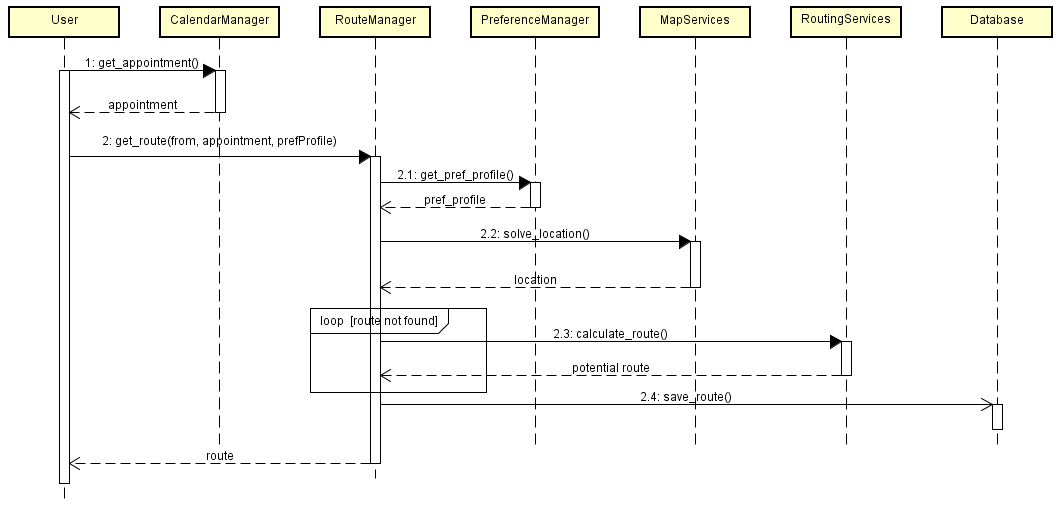 User CalendarManager RouteManager PreferenceManager MapServices RoutingServices Database
1: get_appointment()
appointment
2: get_route(from, appointment, prefProfile)
2.1: get_pref_profile()
pref_profile
2.2: solve_location()
location
loop [route not found]
2.3: calculate_route()
potential route
2.4: save_route()
route